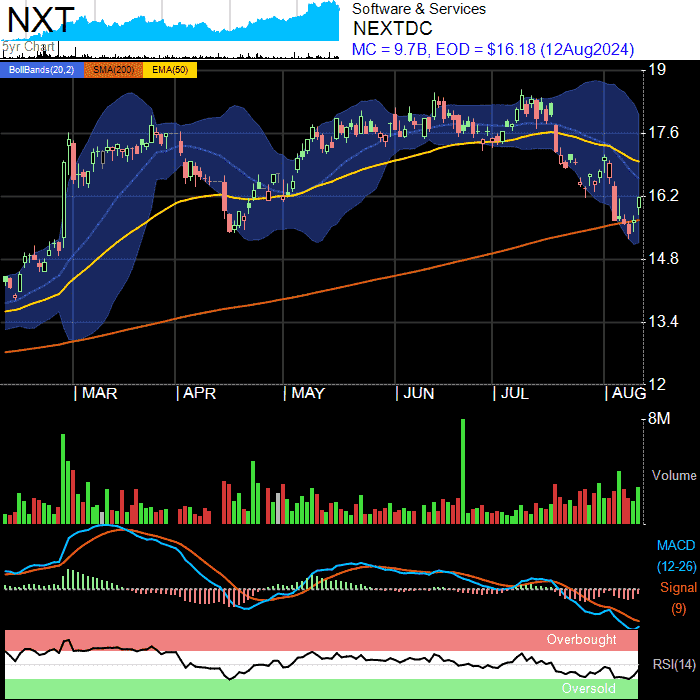 NXT
5yr Chart
Software & Services
NEXTDC
MC = 9.7B, EOD = $16.18 (12Aug2024)
BollBands(20,2) SMA(200) EMA(50)
19
17.6
16.2
14.8
13.4
12
| MAR | APR | MAY | JUN | JUL | AUG
8M
Volume
MACD
(12-26)
Signal
(9)
Overbought
RSI(14)
Oversold